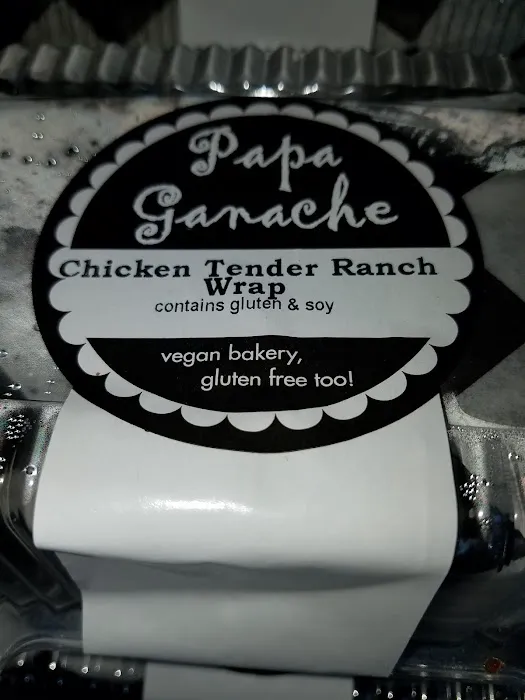 Papa
Ganache
Chicken Tender Ranch
Wrap
contains gluten & soy
vegan bakery,
gluten free too!